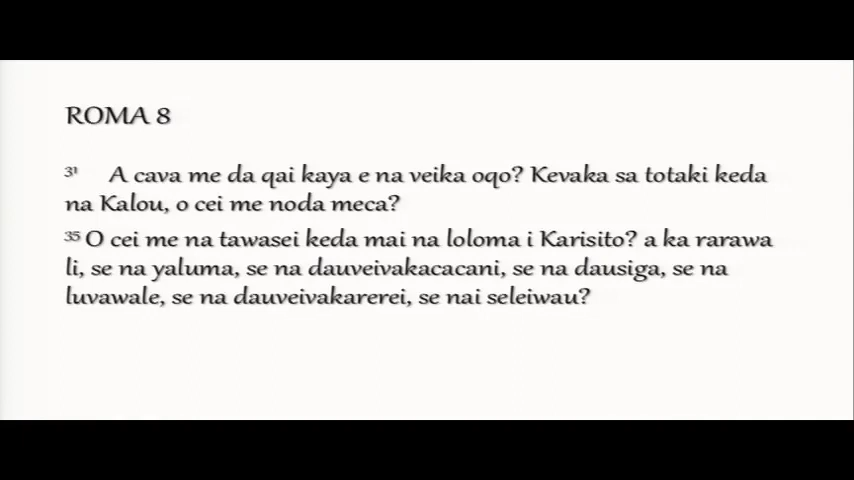 ROMA 8
31 A cava me da qai kaya e na veika oqo? Kevaka sa totaki keda
na Kalou, o cei me noda meca?
35 O cei me na tawasei keda mai na loloma i Karisito? a ka rarawa
li, se na yaluma, se na dauveivakacacani, se na dausiga, se na
luvawale, se na dauveivakarerei, se nai seleiwau?